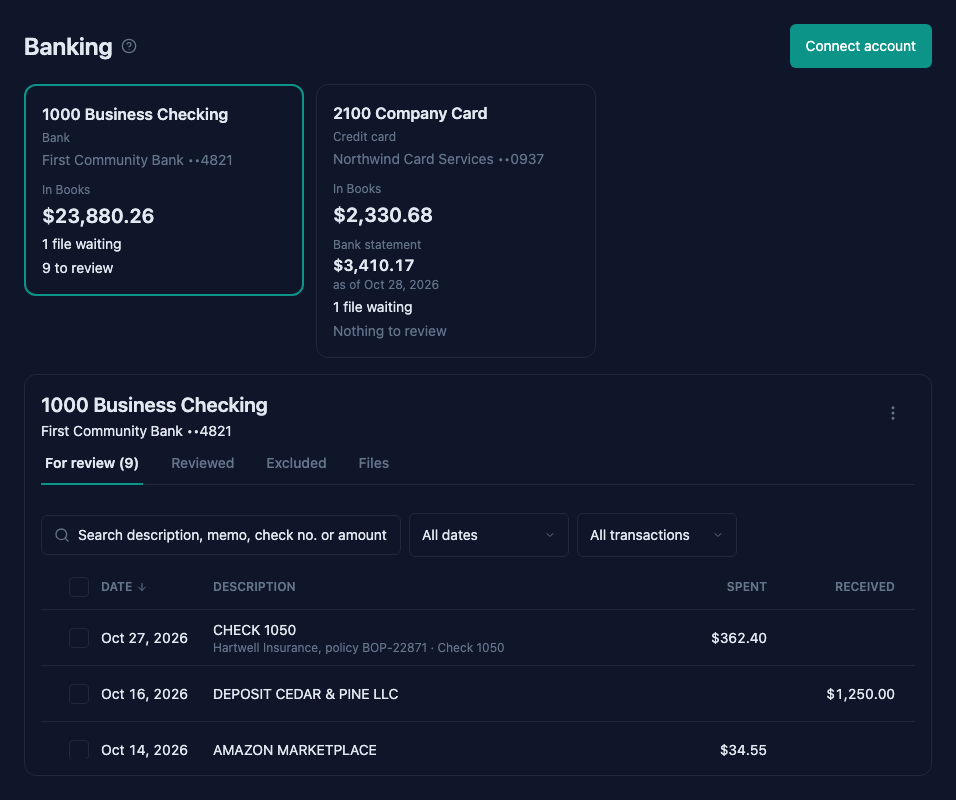 Banking
Connect account
1000 Business Checking
Bank
First Community Bank ••4821
In Books
$23,880.26
1 file waiting
9 to review
2100 Company Card
Credit card
Northwind Card Services ••0937
In Books
$2,330.68
Bank statement
$3,410.17
as of Oct 28, 2026
1 file waiting
Nothing to review
1000 Business Checking
First Community Bank ••4821
For review (9) Reviewed Excluded Files
Search description, memo, check no. or amount All dates All transactions
DATE ↓ DESCRIPTION SPENT RECEIVED
Oct 27, 2026 CHECK 1050 $362.40
Hartwell Insurance, policy BOP-22871 · Check 1050
Oct 16, 2026 DEPOSIT CEDAR & PINE LLC $1,250.00
Oct 14, 2026 AMAZON MARKETPLACE $34.55